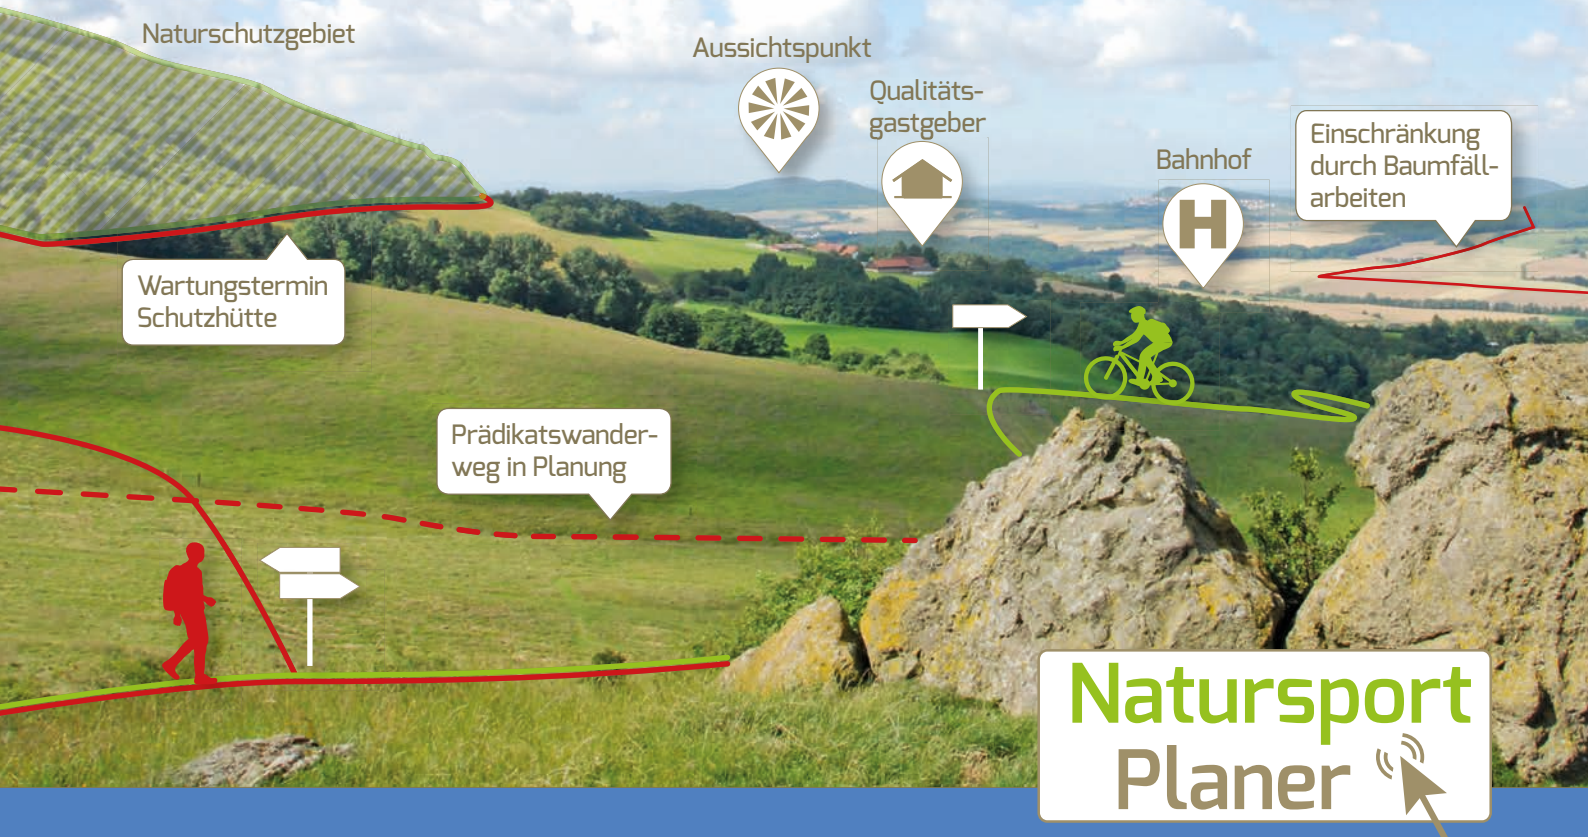 Naturschutzgebiet
Aussichtspunkt
Qualitäts-
gastgeber
Bahnhof
H
Einschränkung
durch Baumfäll-
arbeiten
Wartungstermin
Schutzhütte
Prädikatswander-
weg in Planung
Natursport
Planer